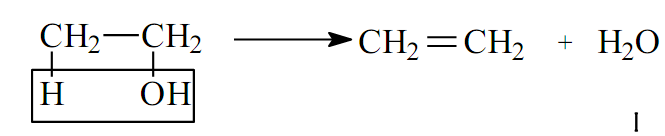 CH₂—CH₂ ⟶ CH₂=CH₂ + H₂O
H OH
I